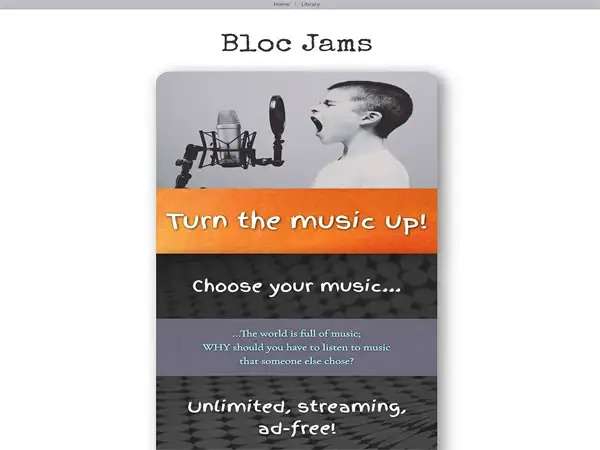 Home | Library
Bloc Jams
Turn the music up!
Choose your music...
...The world is full of music;
WHY should you have to listen to music
that someone else chose?
Unlimited, streaming,
ad-free!